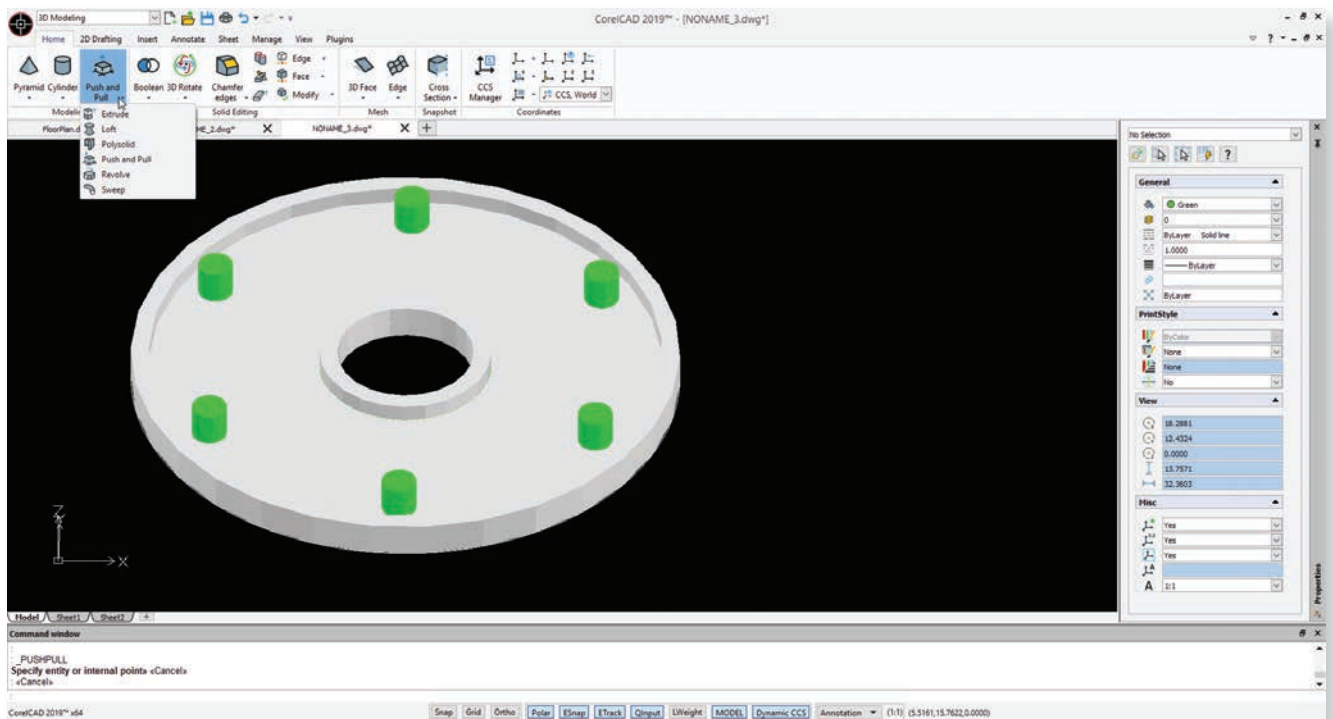 3D Modeling
CorelCAD 2019™ - [NONAME_3.dwg*]
Home 2D Drafting Insert Annotate Sheet Manage View Plugins
Pyramid Cylinder Push and Pull Boolean 3D Rotate Chamfer edges Edge Face Modify 3D Face Edge Cross Section CCS Manager CCS, World
Solid Editing Mesh Snapshot Coordinates
NONAME_3.dwg*
Extrude
Loft
Polysolid
Push and Pull
Revolve
Sweep
No Selection
General
Green
0
ByLayer Solid line
1.0000
ByLayer
ByLayer
PrintStyle
ByColor
None
None
No
View
18.2881
12.4324
0.0000
13.7571
32.3603
Misc
Yes
Yes
Yes
1:1
Properties
Z
X
Model Sheet1 Sheet2
Command window
: _PUSHPULL
Specify entity or internal point» «Cancel»
: «Cancel»
CorelCAD 2019™ x64
Snap Grid Ortho Polar ESnap ETrack QInput LWeight MODEL Dynamic CCS Annotation (1:1) (5.5161,15.7622,0.0000)